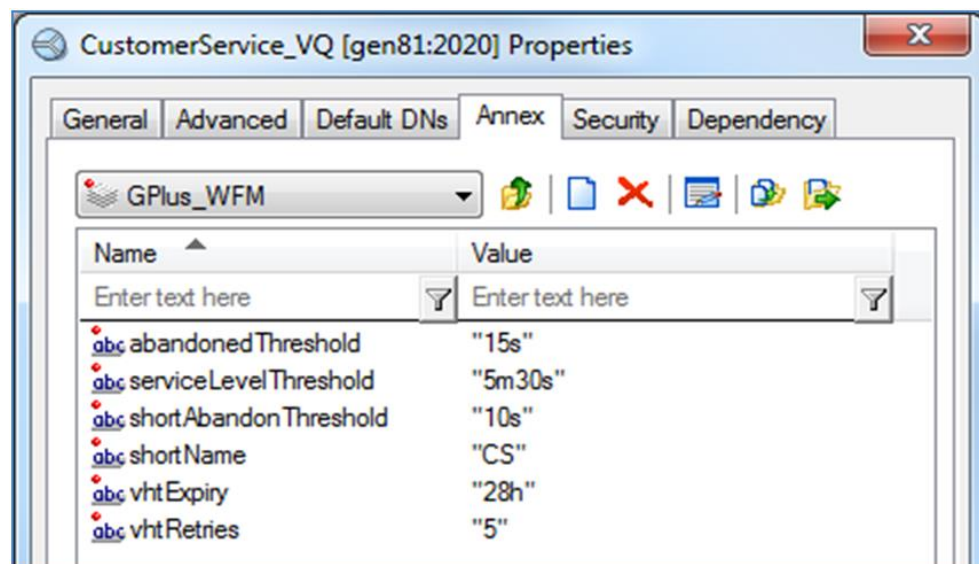 CustomerService_VQ [gen81:2020] Properties
General Advanced Default DNs Annex Security Dependency
GPlus_WFM
Name Value
Enter text here Enter text here
abc abandonedThreshold "15s"
abc serviceLevelThreshold "5m30s"
abc shortAbandonThreshold "10s"
abc shortName "CS"
abc vhtExpiry "28h"
abc vhtRetries "5"